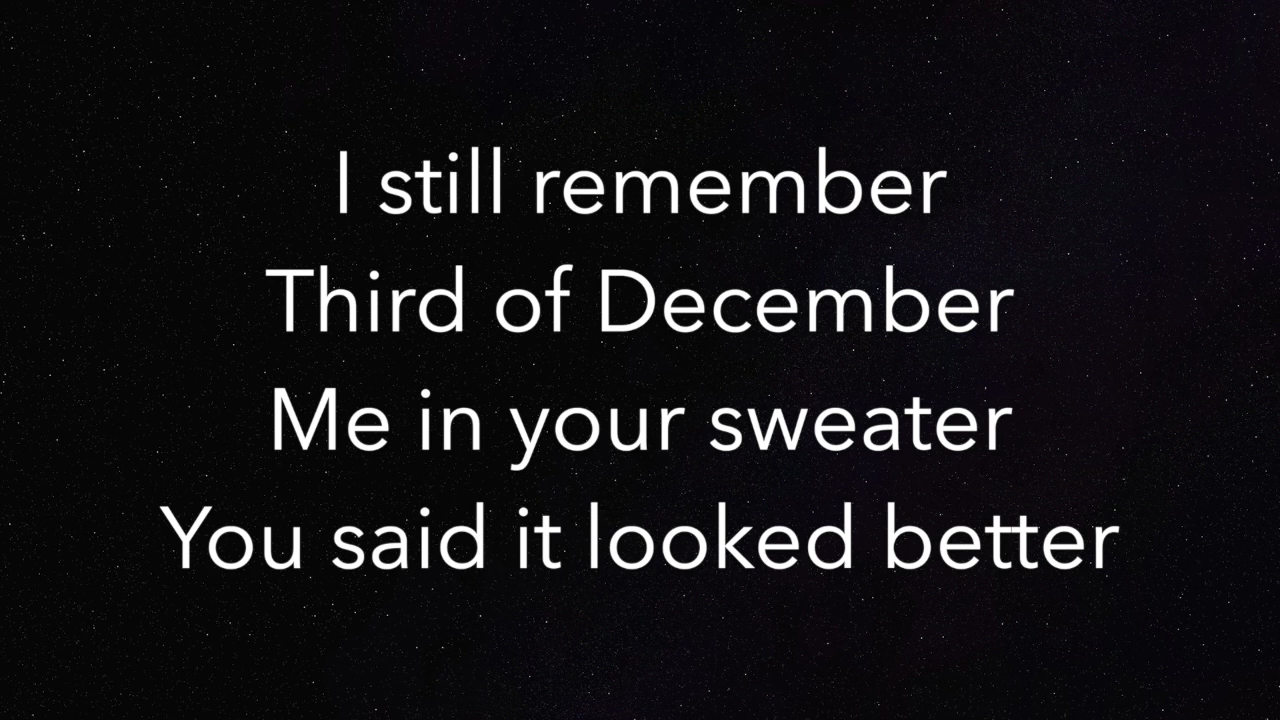 I still remember
Third of December
Me in your sweater
You said it looked better